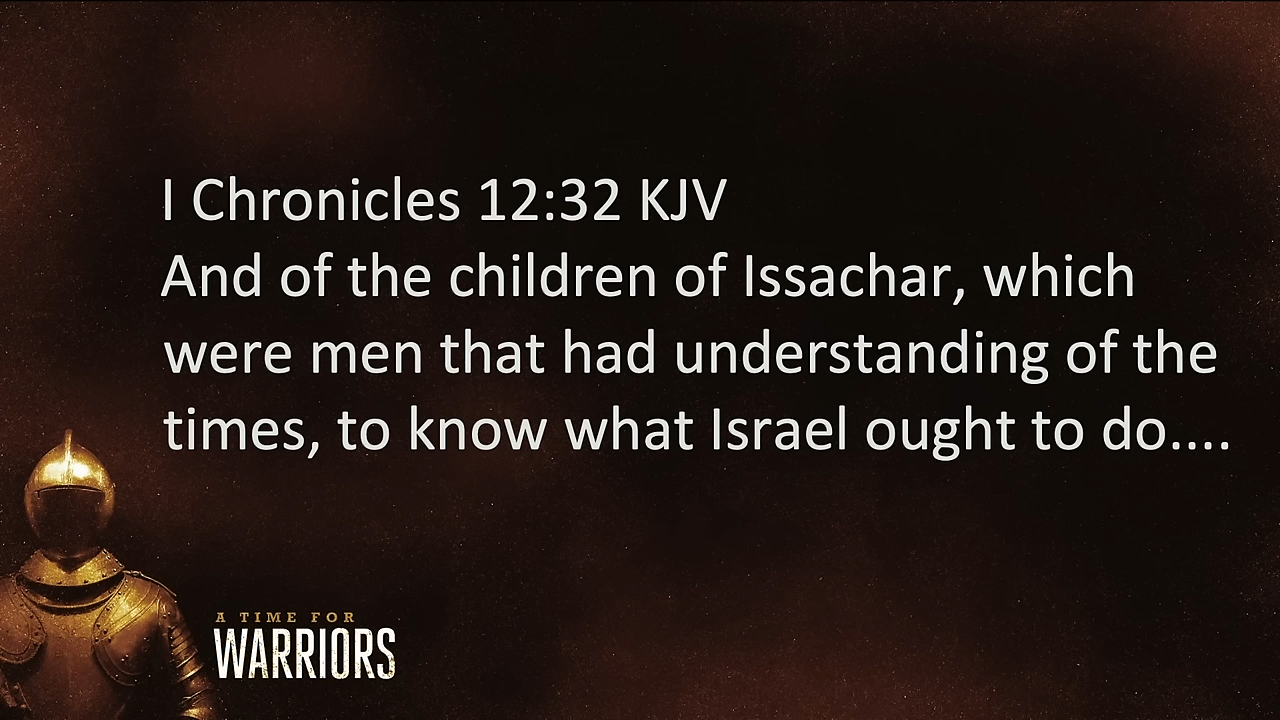 I Chronicles 12:32 KJV
And of the children of Issachar, which
were men that had understanding of the
times, to know what Israel ought to do....
A TIME FOR
WARRIORS